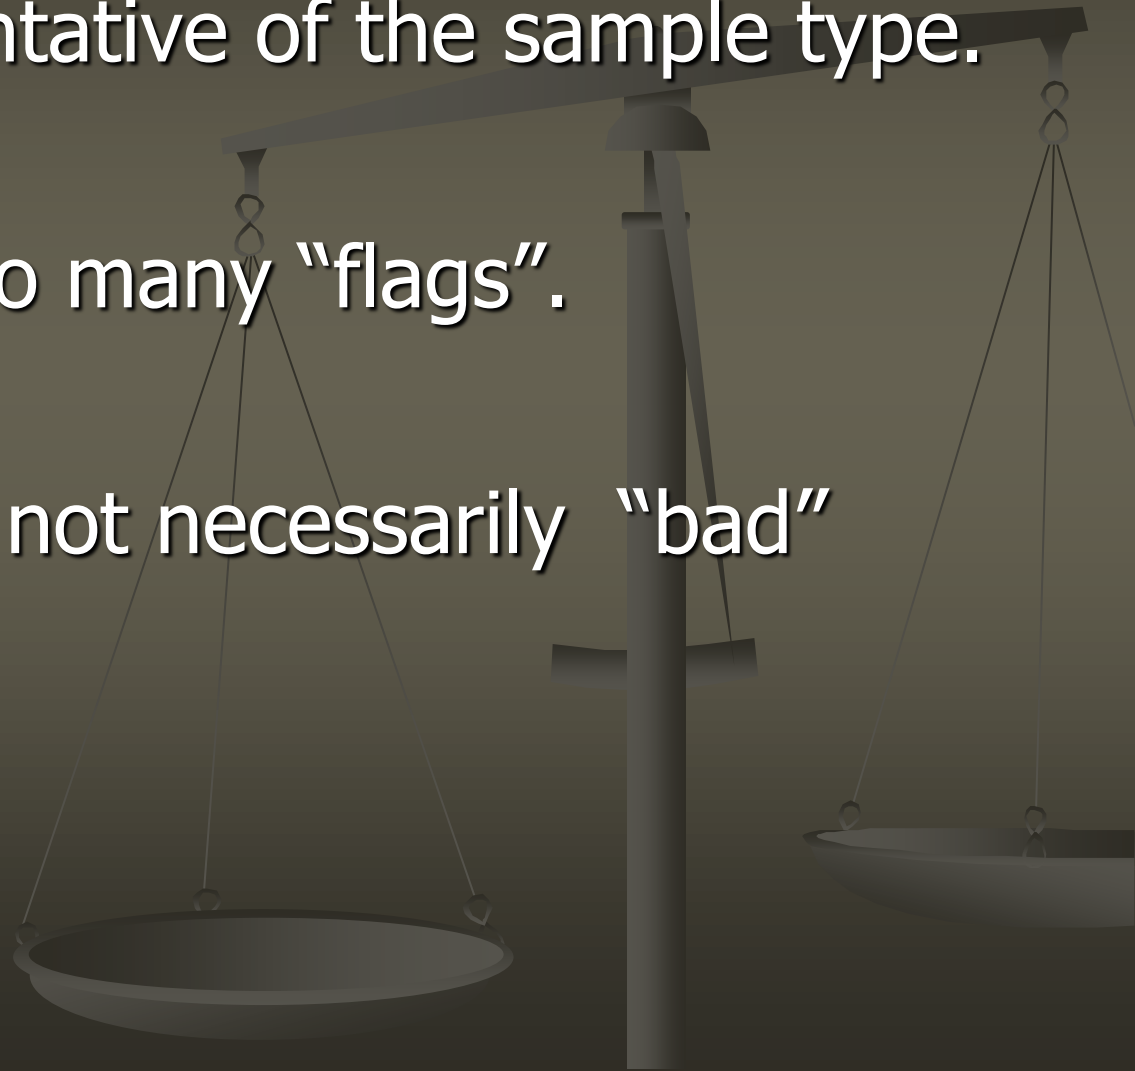 ntative of the sample type.
o many “flags”.
not necessarily “bad”